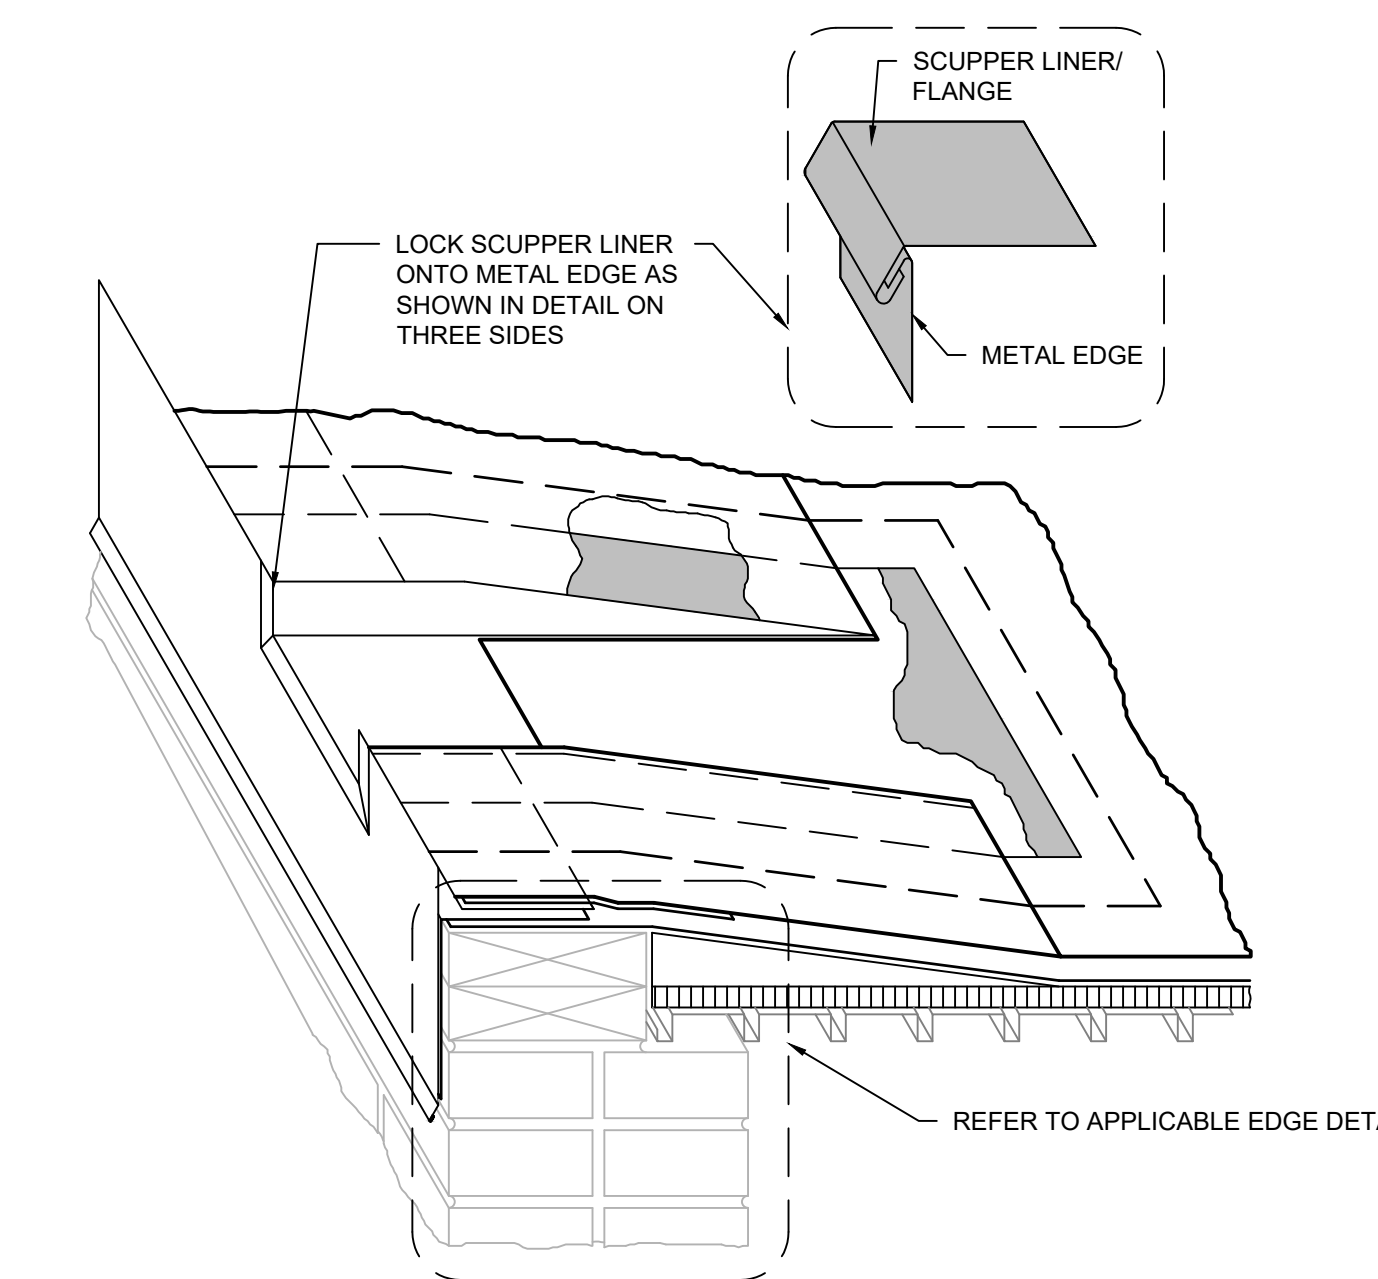 SCUPPER LINER/
FLANGE
LOCK SCUPPER LINER
ONTO METAL EDGE AS
SHOWN IN DETAIL ON
THREE SIDES
METAL EDGE
REFER TO APPLICABLE EDGE